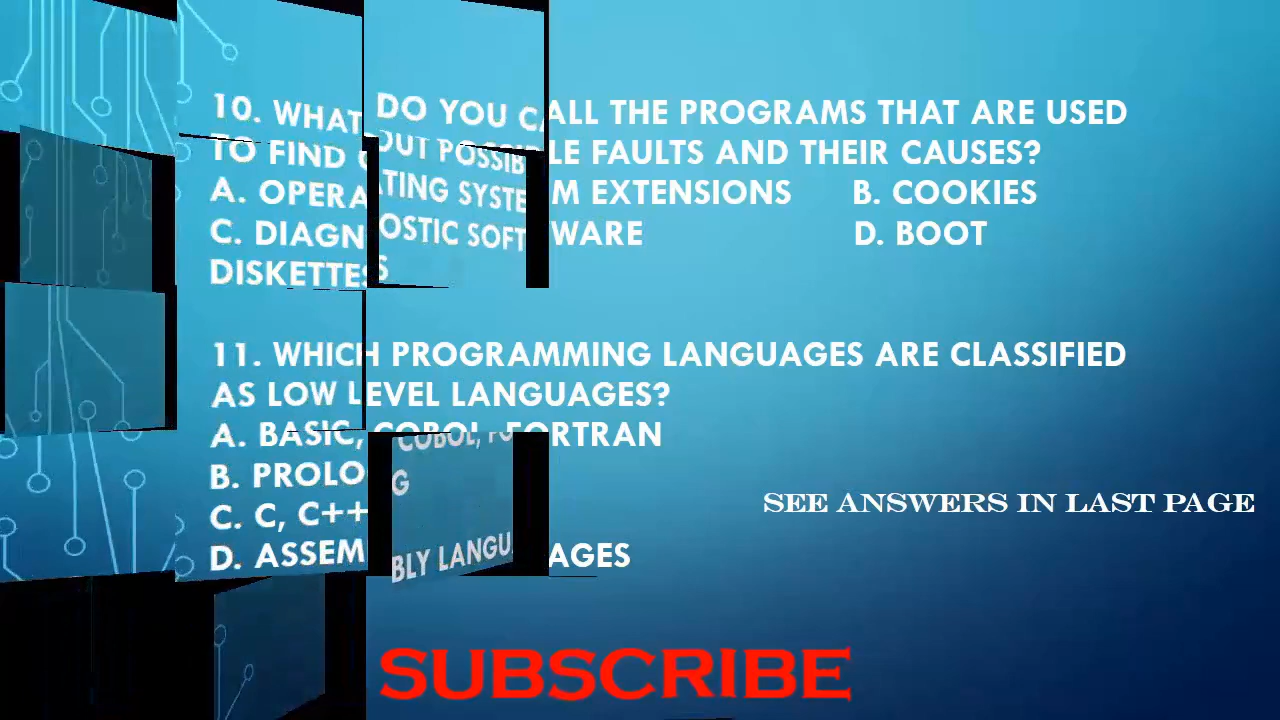 10. WHAT DO YOU CALL THE PROGRAMS THAT ARE USED
TO FIND OUT POSSIBLE FAULTS AND THEIR CAUSES?
A. OPERATING SYSTEM EXTENSIONS B. COOKIES
C. DIAGNOSTIC SOFTWARE D. BOOT
DISKETTES
11. WHICH PROGRAMMING LANGUAGES ARE CLASSIFIED
AS LOW LEVEL LANGUAGES?
A. BASIC, COBOL, FORTRAN
B. PROLOG
C. C, C++
D. ASSEMBLY LANGUAGES
SEE ANSWERS IN LAST PAGE
SUBSCRIBE